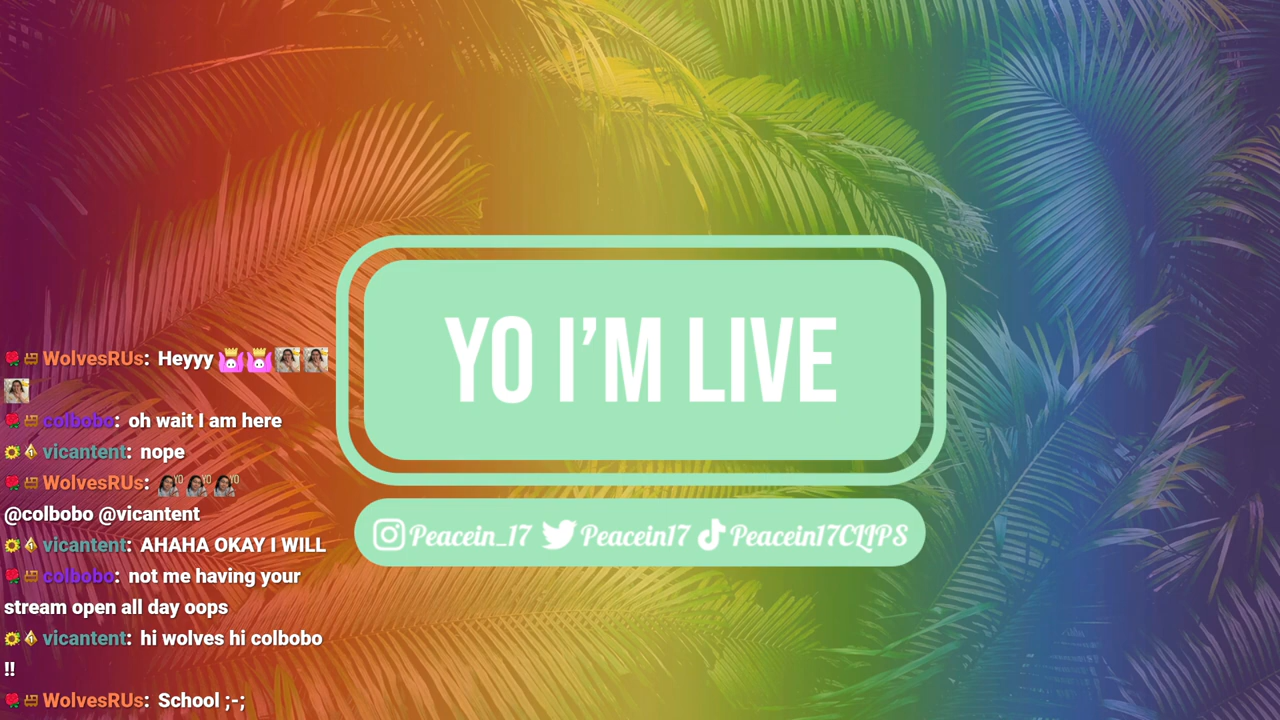 YO I'M LIVE
Peacein_17 Peacein17 Peacein17CLIPS
WolvesRUs: Heyyy
colbobo: oh wait I am here
vicantent: nope
WolvesRUs:
@colbobo @vicantent
vicantent: AHAHA OKAY I WILL
colbobo: not me having your
stream open all day oops
vicantent: hi wolves hi colbobo
!!
WolvesRUs: School ;-;